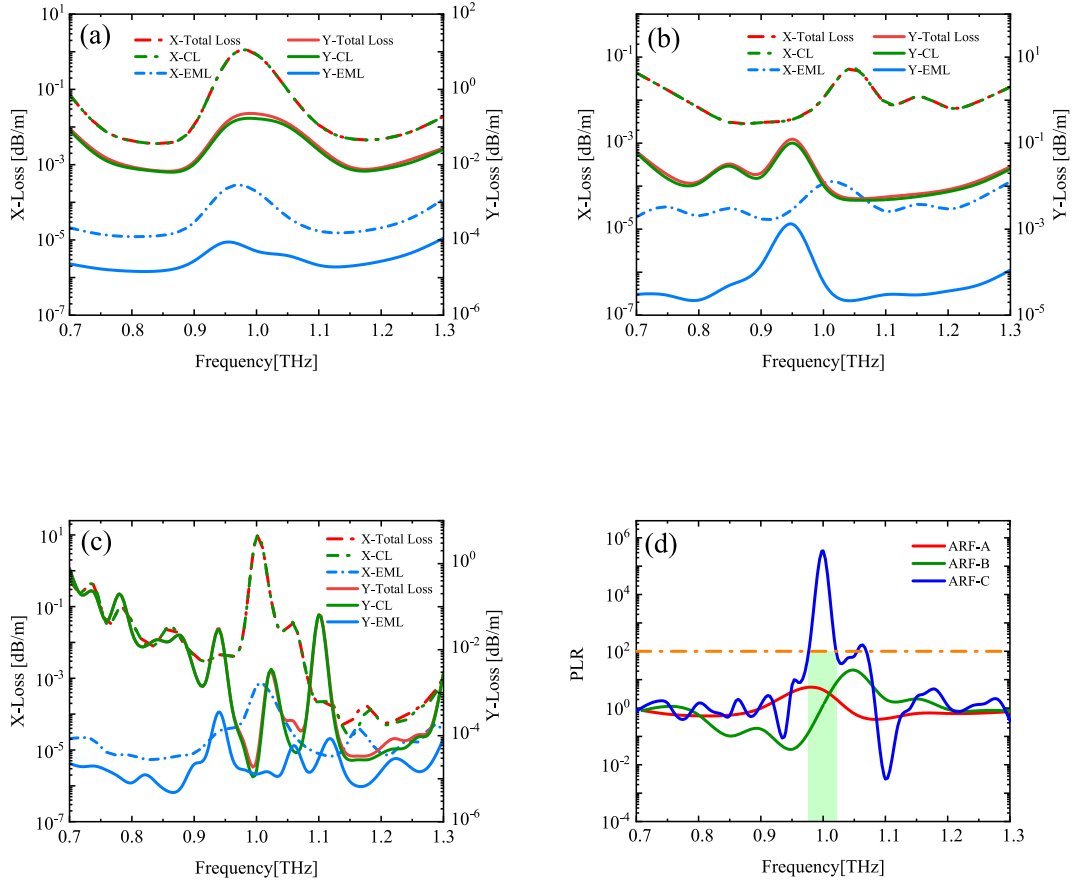 (a)
X-Total Loss
X-CL
X-EML
Y-Total Loss
Y-CL
Y-EML
X-Loss [dB/m]
10^1
10^-1
10^-3
10^-5
10^-7
Y-Loss [dB/m]
10^2
10^0
10^-2
10^-4
10^-6
0.7 0.8 0.9 1.0 1.1 1.2 1.3
Frequency[THz]
(b)
X-Total Loss
X-CL
X-EML
Y-Total Loss
Y-CL
Y-EML
X-Loss [dB/m]
10^-1
10^-3
10^-5
10^-7
Y-Loss [dB/m]
10^1
10^-1
10^-3
10^-5
0.7 0.8 0.9 1.0 1.1 1.2 1.3
Frequency[THz]
(c)
X-Total Loss
X-CL
X-EML
Y-Total Loss
Y-CL
Y-EML
X-Loss [dB/m]
10^1
10^-1
10^-3
10^-5
10^-7
Y-Loss [dB/m]
10^0
10^-2
10^-4
10^-6
0.7 0.8 0.9 1.0 1.1 1.2 1.3
Frequency[THz]
(d)
ARF-A
ARF-B
ARF-C
PLR
10^6
10^4
10^2
10^0
10^-2
10^-4
0.7 0.8 0.9 1.0 1.1 1.2 1.3
Frequency[THz]